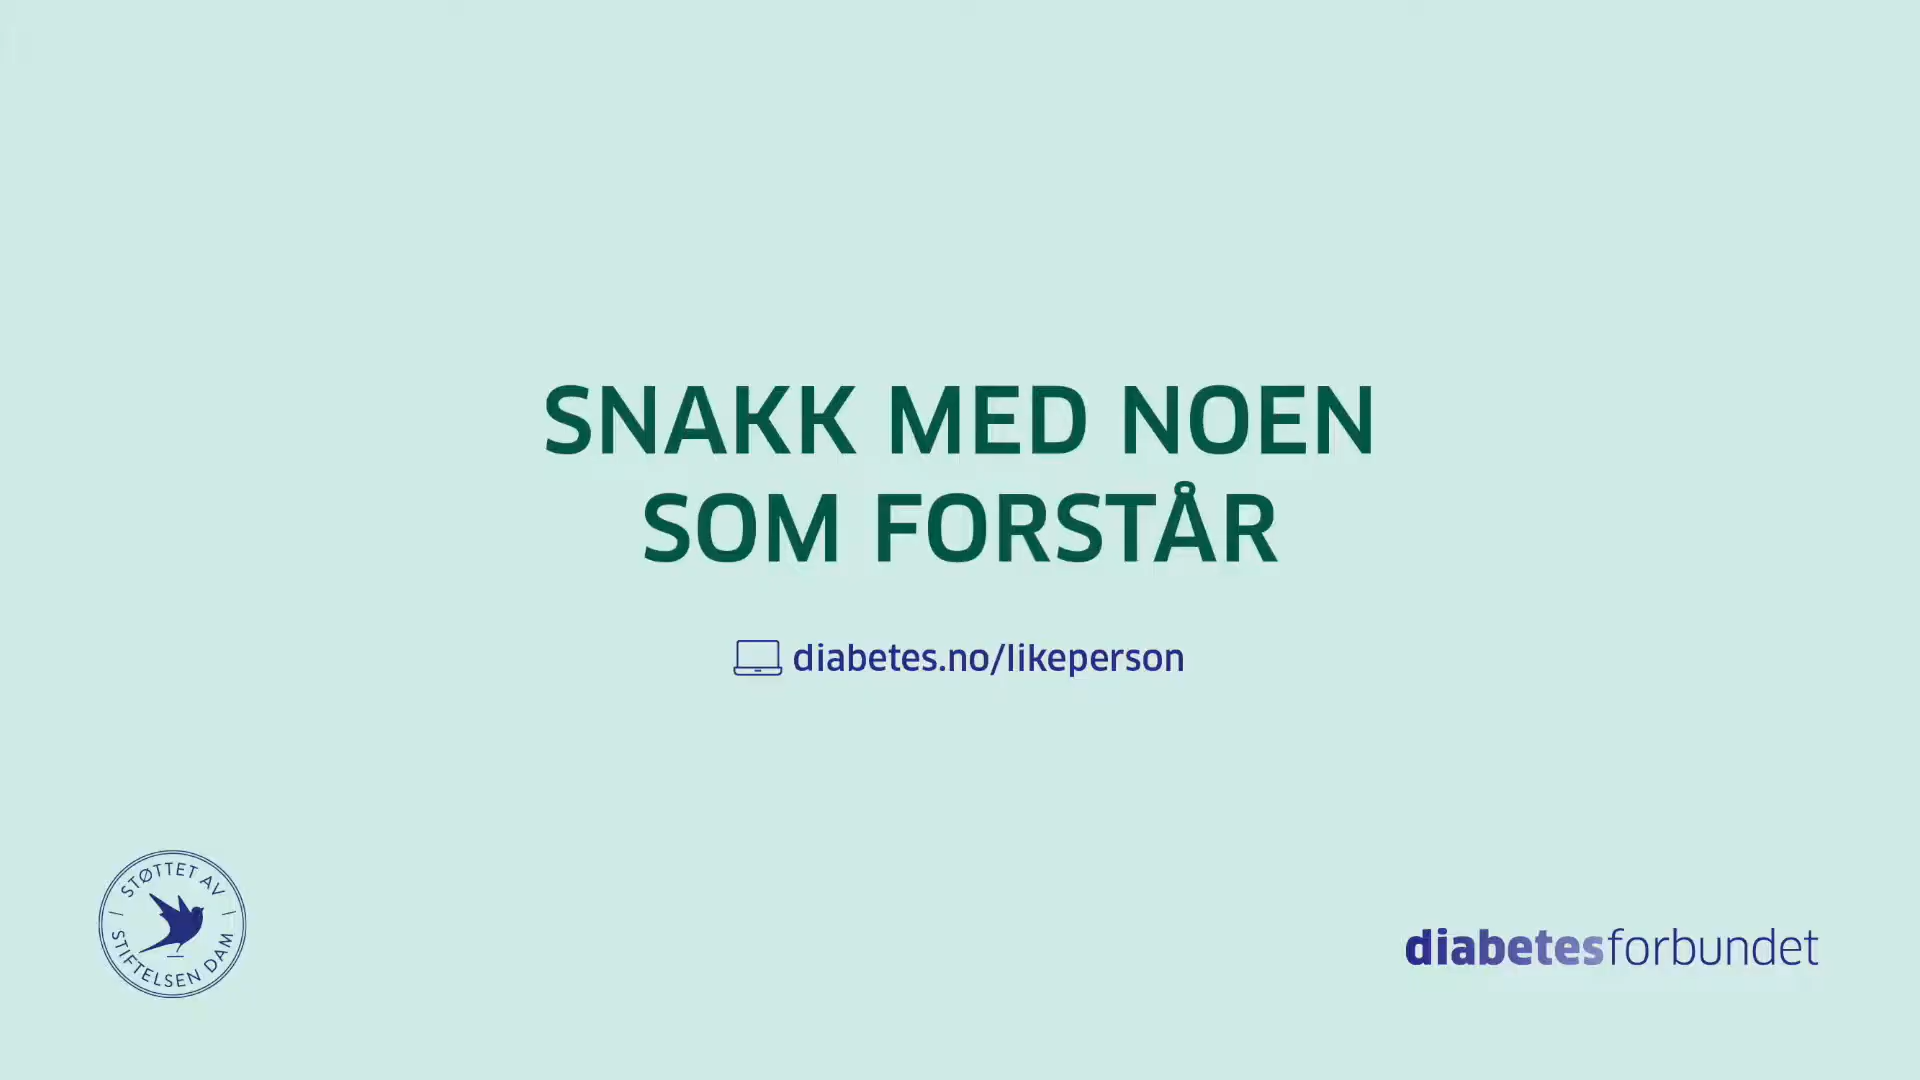 SNAKK MED NOEN
SOM FORSTÅR
diabetes.no/likeperson
STØTTET AV
STIFTELSEN DAM
diabetesforbundet